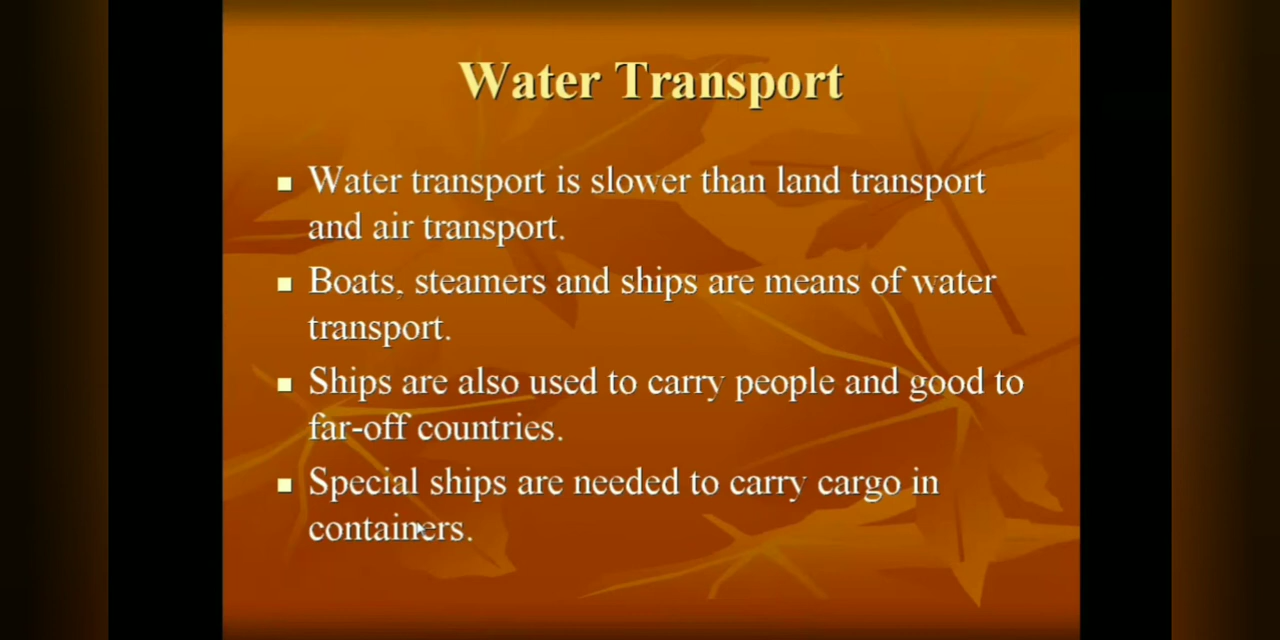 Water Transport
Water transport is slower than land transport
and air transport.
Boats, steamers and ships are means of water
transport.
Ships are also used to carry people and good to
far-off countries.
Special ships are needed to carry cargo in
containers.